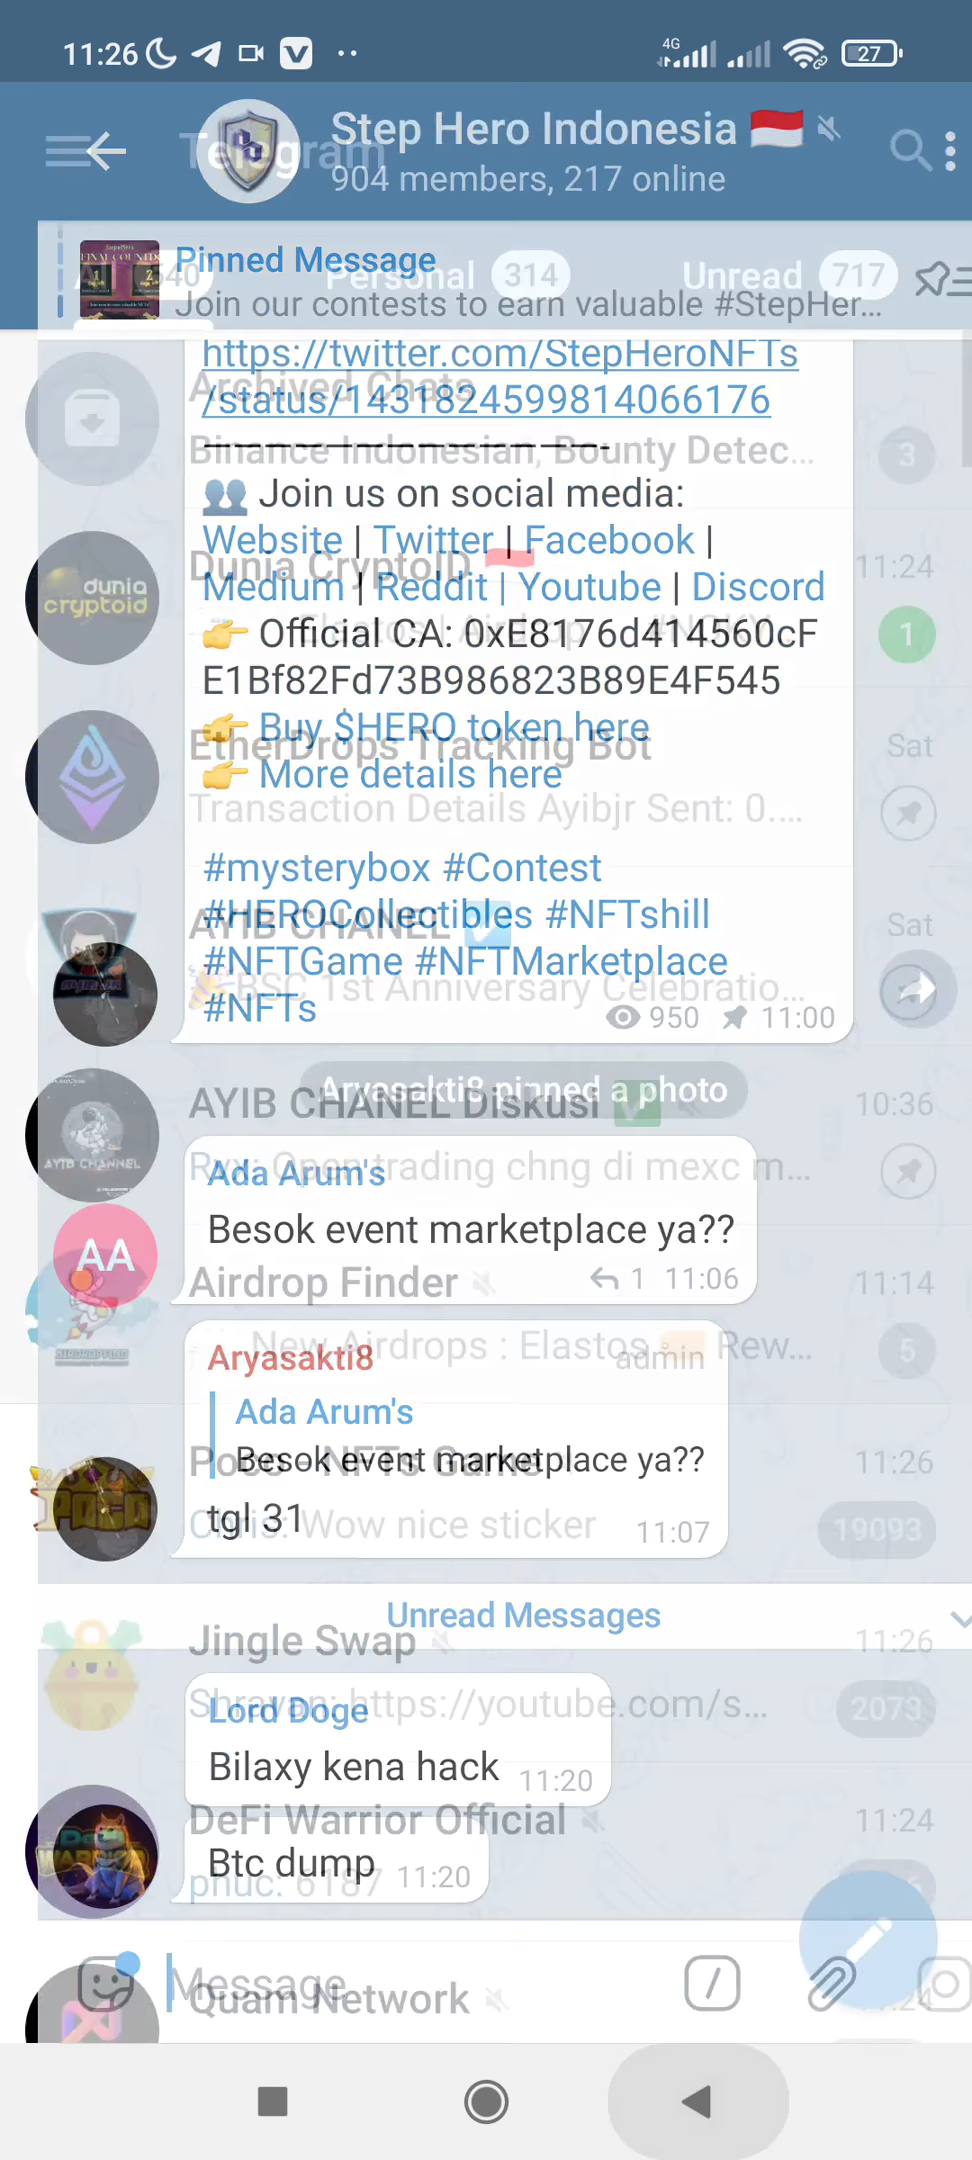 11:26
4G
27
Telegram
Step Hero Indonesia 🇮🇩
904 members, 217 online
Pinned Message
Join our contests to earn valuable #StepHer...
Personal 314
Unread 717
https://twitter.com/StepHeroNFTs
/status/1431824599814066176
Archived Chats
Binance Indonesian, Bounty Detec...
3
👥 Join us on social media:
Website | Twitter | Facebook |
Medium | Reddit | Youtube | Discord
👉 Official CA: 0xE8176d414560cF
E1Bf82Fd73B986823B89E4F545
👉 Buy $HERO token here
👉 More details here
dunia
cryptoid
Dunia CryptoID 🇮🇩
11:24
Elastos | Airdrop
1
EtherDrops Tracking Bot
Sat
Transaction Details Ayibjr Sent: 0....
#mysterybox #Contest
#HEROCollectibles #NFTshill
#NFTGame #NFTMarketplace
#NFTs
950 11:00
AYIB CHANEL
Sat
🎉BSC 1st Anniversary Celebratio...
Aryasakti8 pinned a photo
AYIB CHANNEL
AYIB CHANEL Diskusi ✅
10:36
Open trading chng di mexc m...
Ada Arum's
Besok event marketplace ya??
1 11:06
AA
Airdrop Finder
11:14
New Airdrops : Elastos Rew...
5
Aryasakti8 admin
Ada Arum's
Besok event marketplace ya??
tgl 31
11:07
Poco - NFTs Game
11:26
Chris: Wow nice sticker
19093
Unread Messages
Jingle Swap
11:26
Shravan: https://youtube.com/s...
2073
Lord Doge
Bilaxy kena hack 11:20
Btc dump 11:20
DeFi Warrior Official
11:24
phuc: 6187
Message
Quam Network